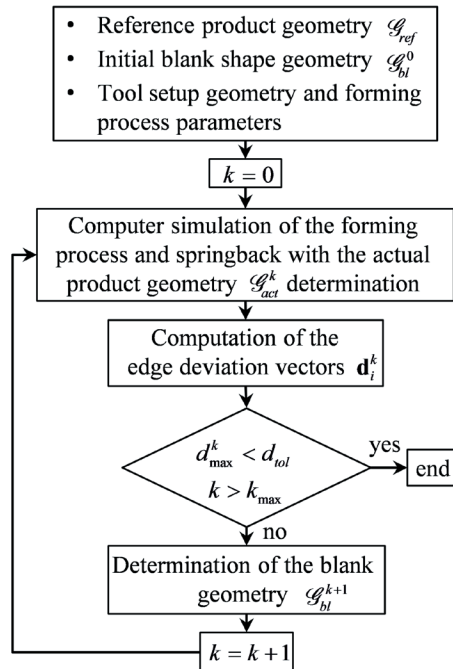 • Reference product geometry 𝒢_ref
• Initial blank shape geometry 𝒢_bl^0
• Tool setup geometry and forming
process parameters
k = 0
Computer simulation of the forming
process and springback with the actual
product geometry 𝒢_act^k determination
Computation of the
edge deviation vectors d_i^k
d_max^k < d_tol
k > k_max
yes
end
no
Determination of the blank
geometry 𝒢_bl^{k+1}
k = k+1